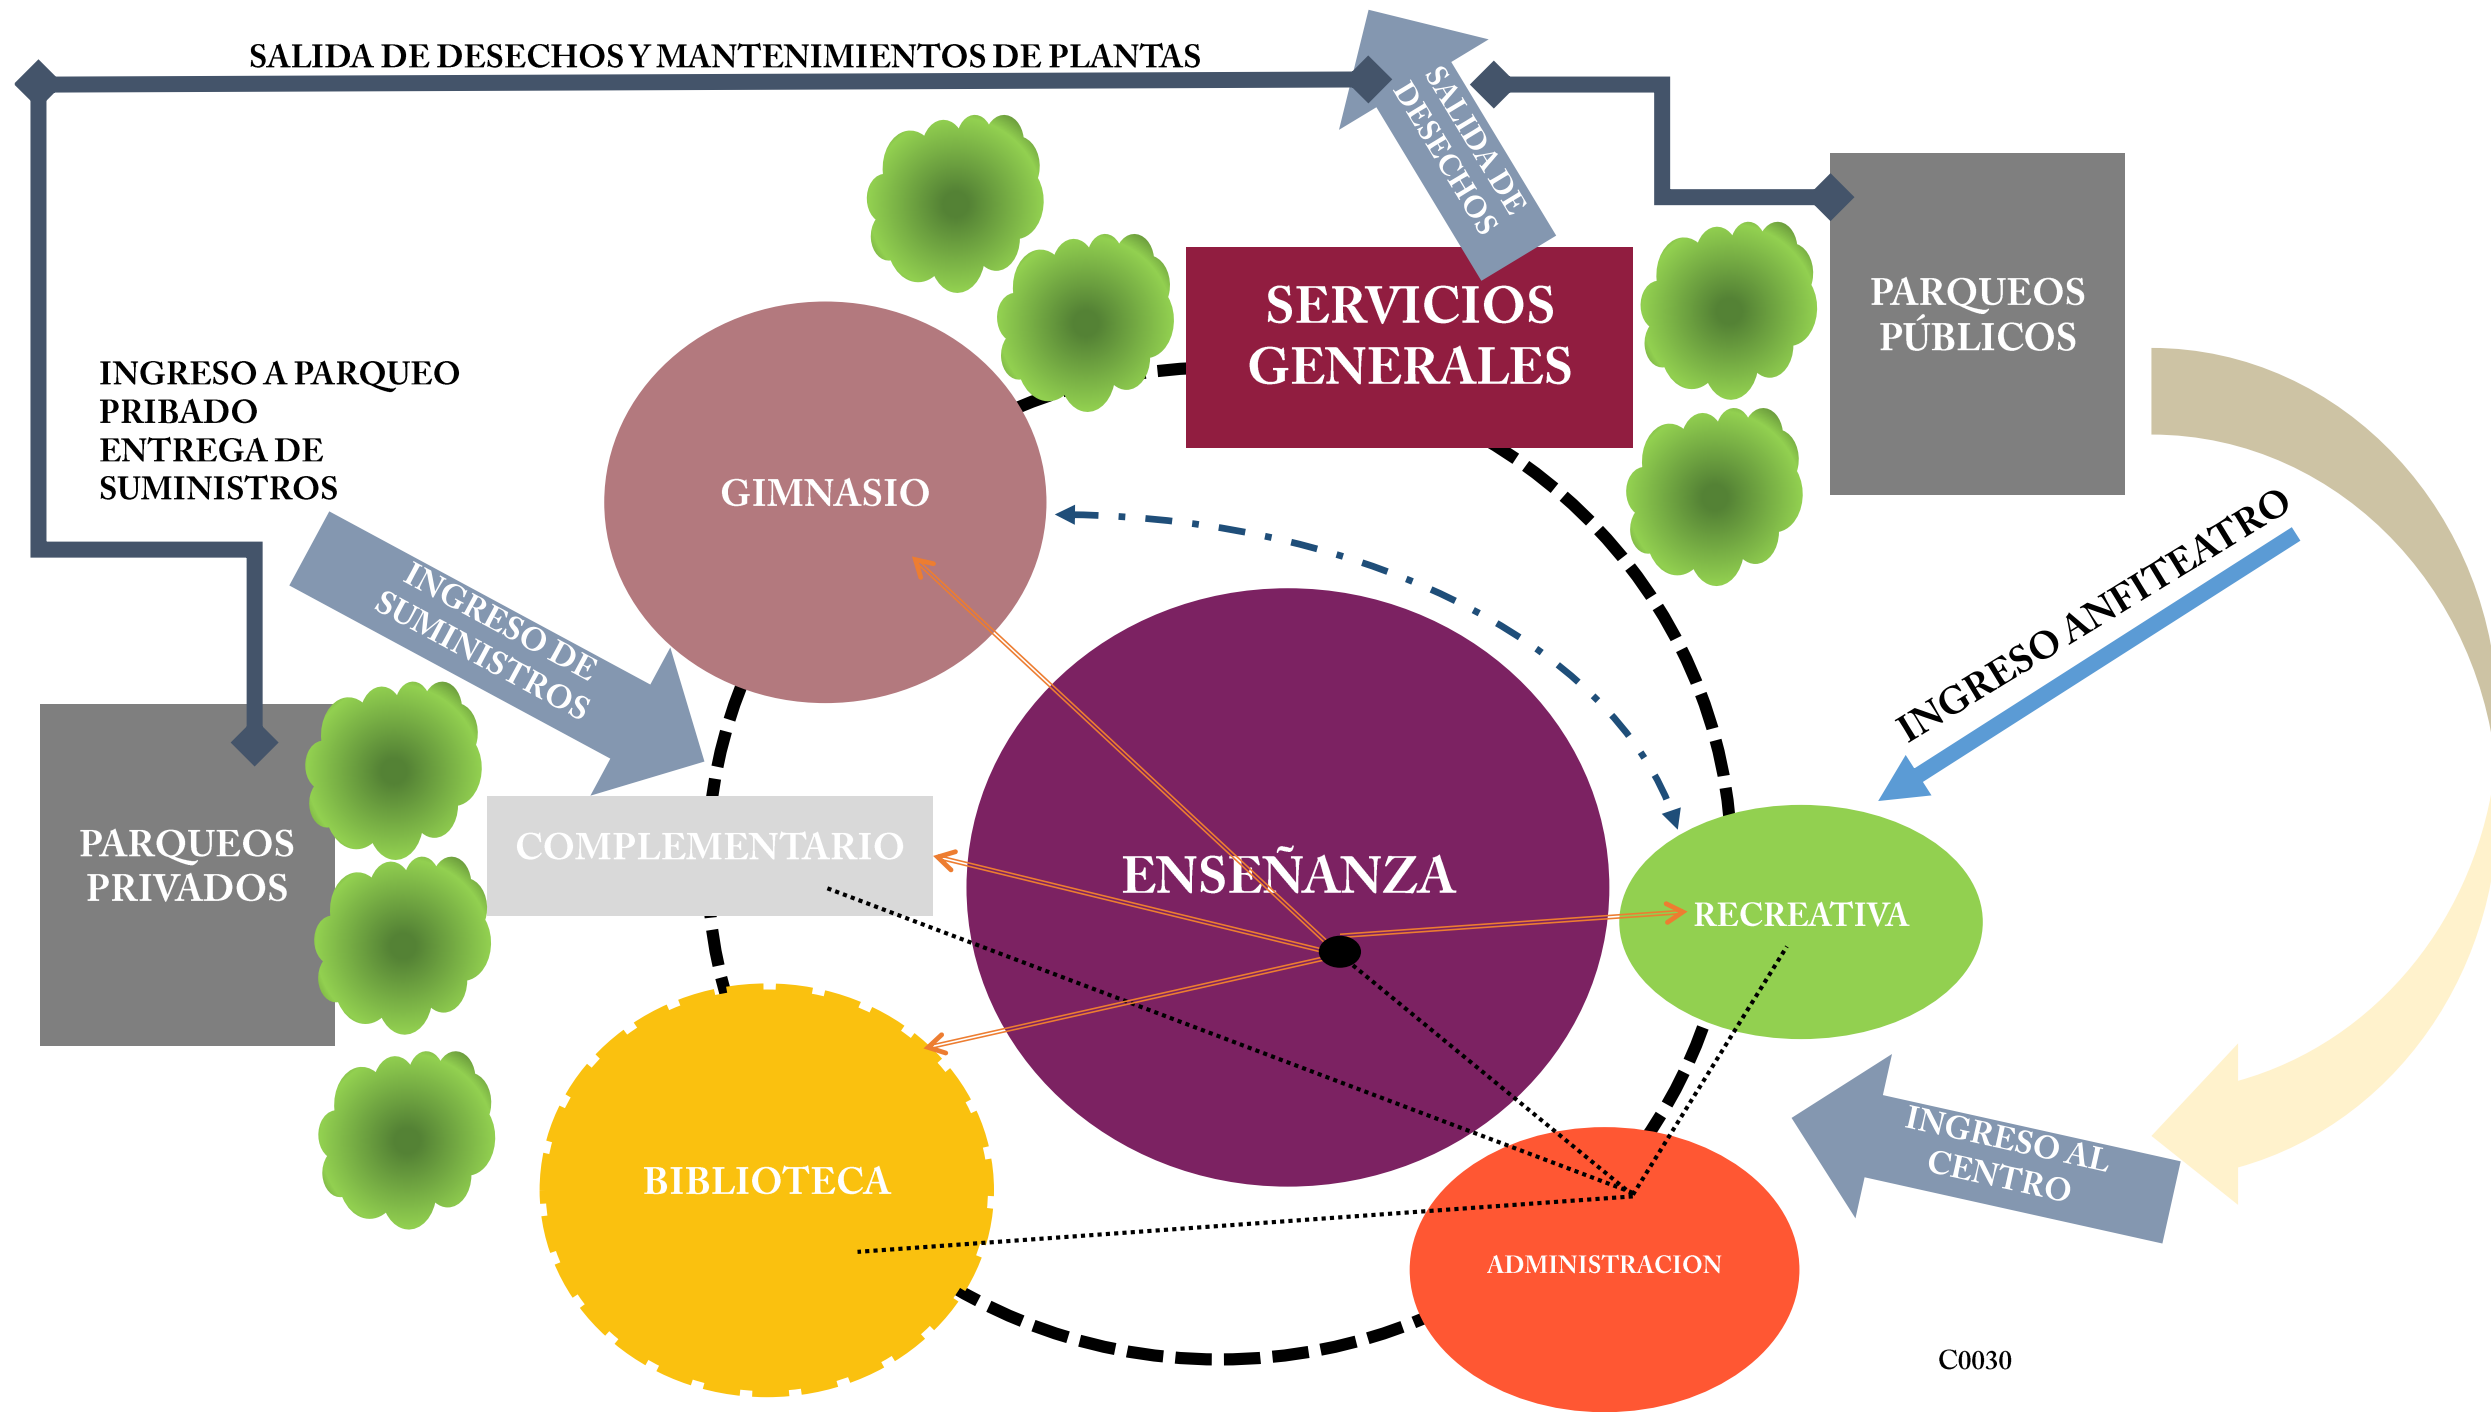 SALIDA DE DESECHOS Y MANTENIMIENTOS DE PLANTAS
SALIDA DE
DESECHOS
SERVICIOS
GENERALES
PARQUEOS
PÚBLICOS
INGRESO A PARQUEO
PRIBADO
ENTREGA DE
SUMINISTROS
GIMNASIO
INGRESO ANFITEATRO
INGRESO DE
SUMINISTROS
PARQUEOS
PRIVADOS
COMPLEMENTARIO
ENSEÑANZA
RECREATIVA
INGRESO AL
CENTRO
BIBLIOTECA
ADMINISTRACION
C0030